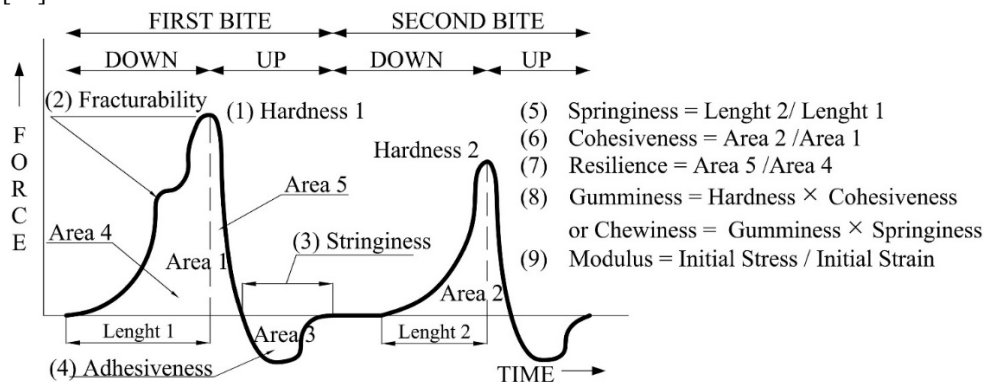 FIRST BITE
SECOND BITE
DOWN
UP
DOWN
UP
FORCE
(2) Fracturability
(1) Hardness 1
Hardness 2
Area 5
Area 4
Area 1
(3) Stringiness
Area 2
Lenght 1
Area 3
Lenght 2
(4) Adhesiveness
TIME
(5) Springiness = Lenght 2/ Lenght 1
(6) Cohesiveness = Area 2 /Area 1
(7) Resilience = Area 5 /Area 4
(8) Gumminess = Hardness × Cohesiveness
or Chewiness = Gumminess × Springiness
(9) Modulus = Initial Stress / Initial Strain